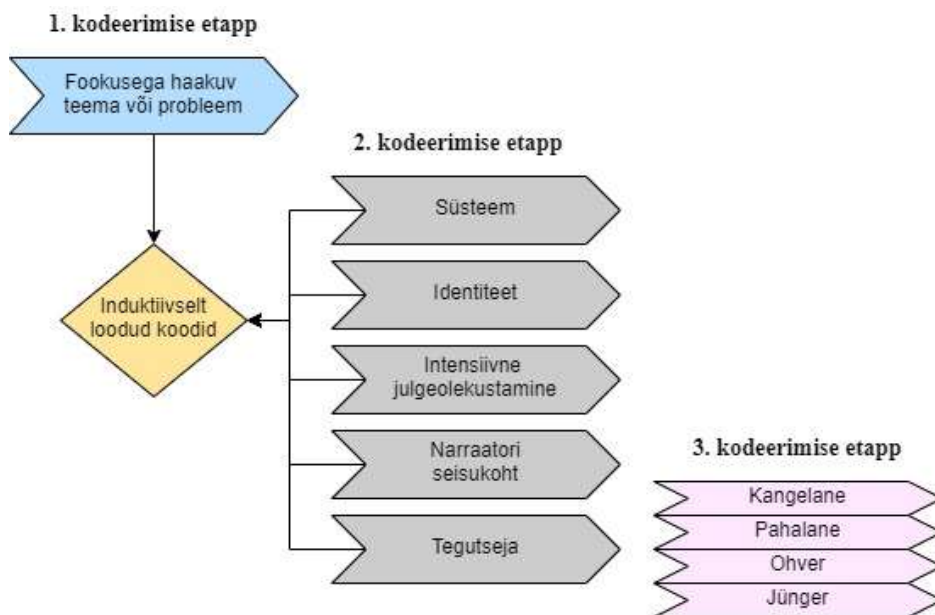 1. kodeerimise etapp
Fookusega haakuv
teema või probleem
Induktiivselt
loodud koodid
2. kodeerimise etapp
Süsteem
Identiteet
Intensiivne
julgeolekustamine
Narraatori
seisukoht
Tegutseja
3. kodeerimise etapp
Kangelane
Pahalane
Ohver
Jünger